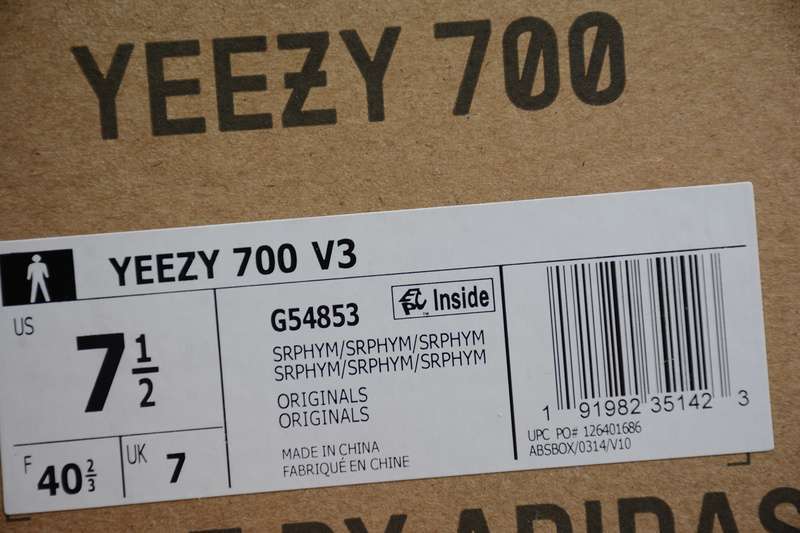 YEEZY 700
YEEZY 700 V3
US
7 1/2
F 40 2/3
UK 7
G54853
Inside
SRPHYM/SRPHYM/SRPHYM
SRPHYM/SRPHYM/SRPHYM
ORIGINALS
ORIGINALS
MADE IN CHINA
FABRIQUÉ EN CHINE
1 91982 35142 3
UPC PO# 126401686
ABSBOX/0314/V10
BY ADIDAS